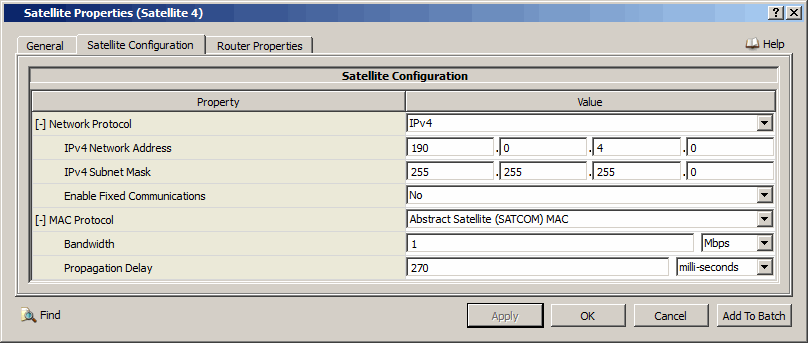 Satellite Properties (Satellite 4)
General Satellite Configuration Router Properties Help
Satellite Configuration
Property Value
[-] Network Protocol IPv4
IPv4 Network Address 190 . 0 . 4 . 0
IPv4 Subnet Mask 255 . 255 . 255 . 0
Enable Fixed Communications No
[-] MAC Protocol Abstract Satellite (SATCOM) MAC
Bandwidth 1 Mbps
Propagation Delay 270 milli-seconds
Find Apply OK Cancel Add To Batch